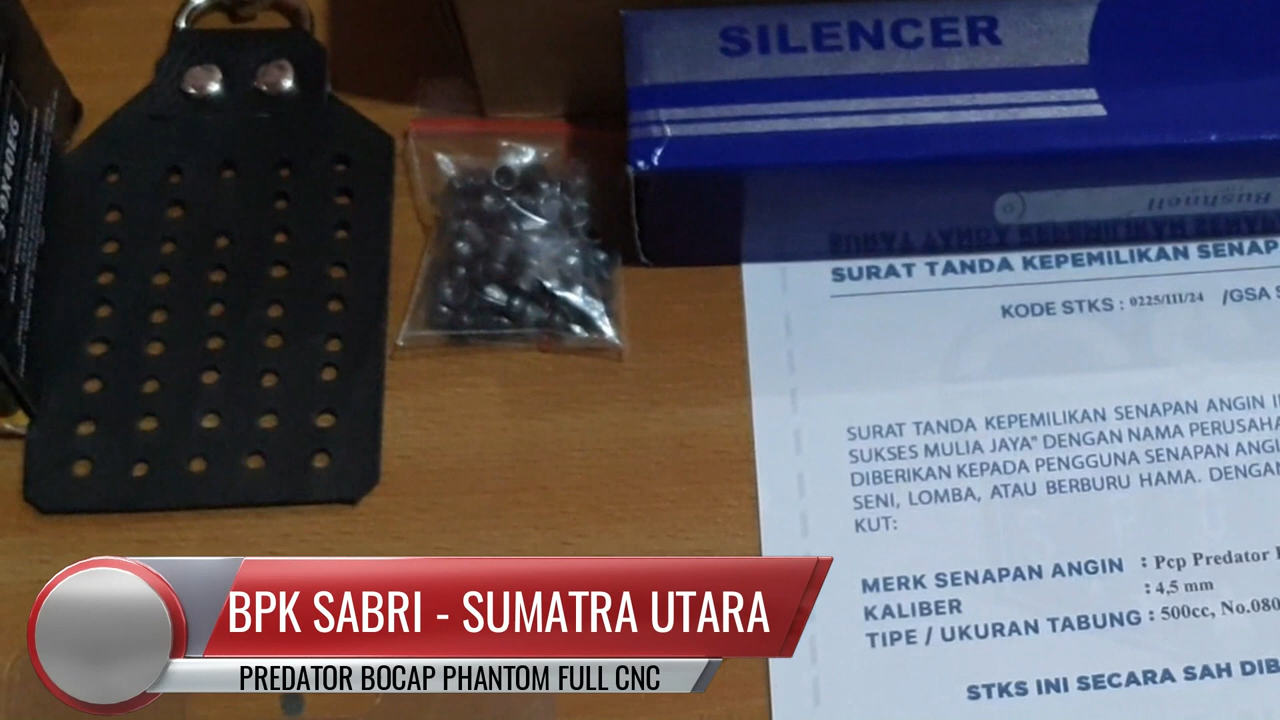 SILENCER
3-9X40EG
Bushnell
SURAT TANDA KEPEMILIKAN SENAP
KODE STKS : 0225/III/24 /GSA S
SURAT TANDA KEPEMILIKAN SENAPAN ANGIN I
SUKSES MULIA JAYA" DENGAN NAMA PERUSAHA
DIBERIKAN KEPADA PENGGUNA SENAPAN ANGI
SENI, LOMBA, ATAU BERBURU HAMA. DENGAN
KUT:
MERK SENAPAN ANGIN : Pcp Predator
KALIBER : 4,5 mm
TIPE / UKURAN TABUNG : 500cc, No.080
STKS INI SECARA SAH DIB
BPK SABRI - SUMATRA UTARA
PREDATOR BOCAP PHANTOM FULL CNC